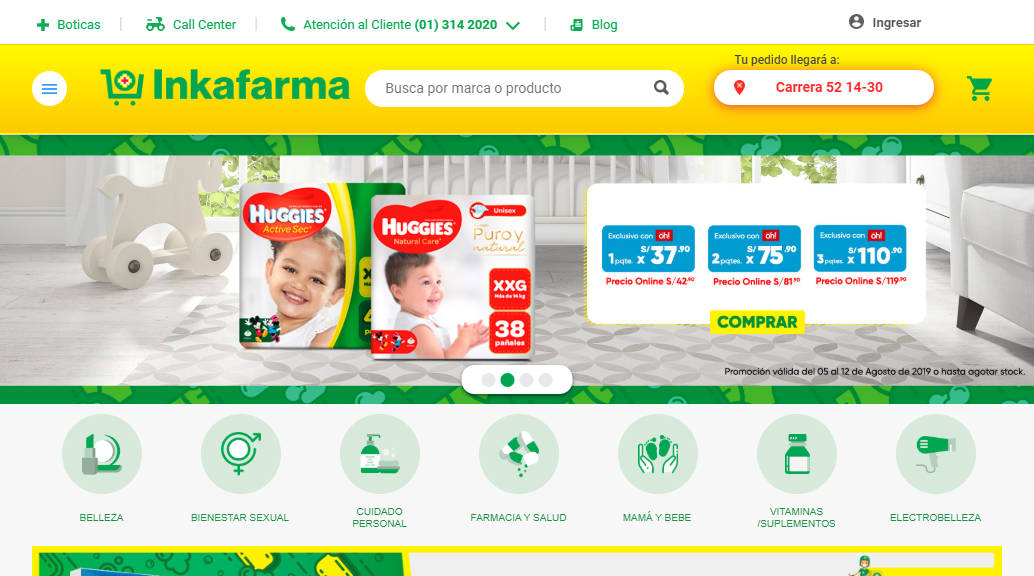 Boticas
Call Center
Atención al Cliente (01) 314 2020
Blog
Ingresar
Inkafarma
Busca por marca o producto
Tu pedido llegará a:
Carrera 52 14-30
HUGGIES
Active Sec
HUGGIES
Natural Care
Unisex
Puro y
natural
XXG
Más de 14 kg
38
pañales
Exclusivo con oh!
1 pqte. x S/ 37.90
Precio Online S/42.90
Exclusivo con oh!
2 pqtes. x S/ 75.90
Precio Online S/81.90
Exclusivo con oh!
3 pqtes. x S/ 110.90
Precio Online S/119.90
COMPRAR
Promoción válida del 05 al 12 de Agosto de 2019 o hasta agotar stock.
BELLEZA
BIENESTAR SEXUAL
CUIDADO
PERSONAL
FARMACIA Y SALUD
MAMÁ Y BEBE
VITAMINAS
/SUPLEMENTOS
ELECTROBELLEZA